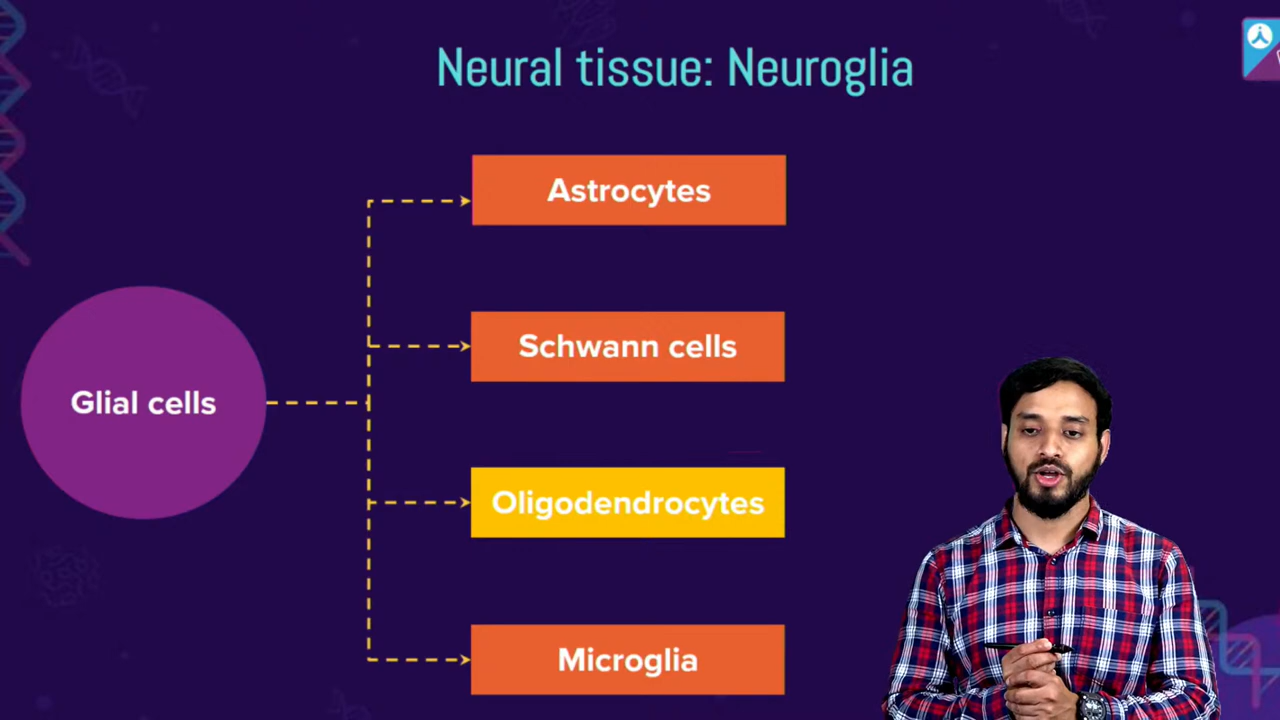 Neural tissue: Neuroglia
Astrocytes
Schwann cells
Glial cells
Oligodendrocytes
Microglia